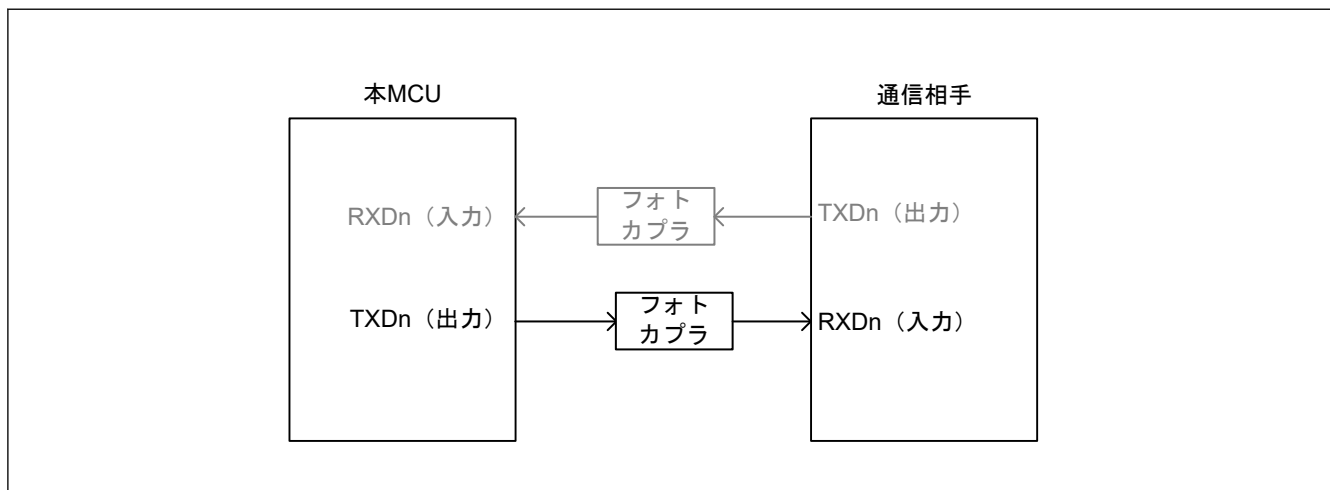 本MCU
通信相手
RXDn（入力）
フォト
カプラ
TXDn（出力）
TXDn（出力）
フォト
カプラ
RXDn（入力）